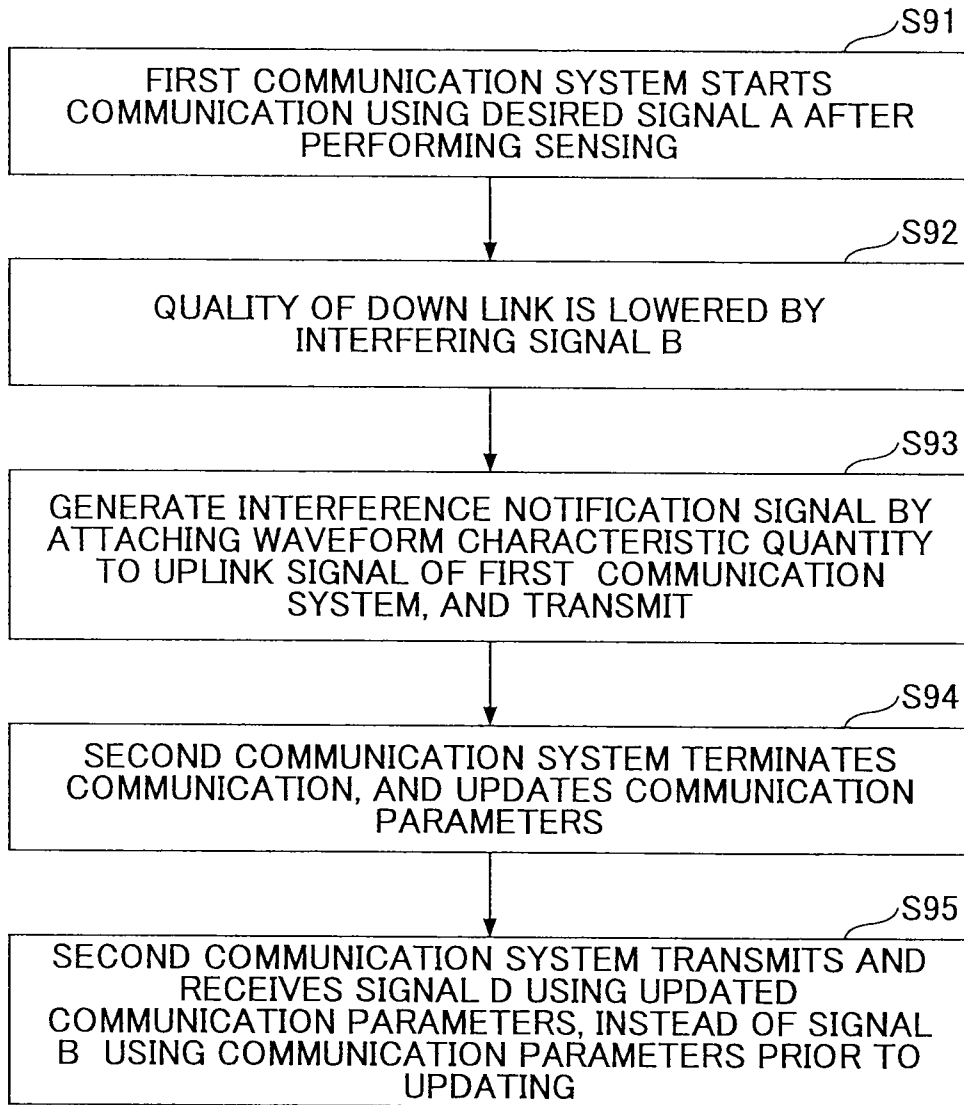 S91
FIRST COMMUNICATION SYSTEM STARTS
COMMUNICATION USING DESIRED SIGNAL A AFTER
PERFORMING SENSING
S92
QUALITY OF DOWN LINK IS LOWERED BY
INTERFERING SIGNAL B
S93
GENERATE INTERFERENCE NOTIFICATION SIGNAL BY
ATTACHING WAVEFORM CHARACTERISTIC QUANTITY
TO UPLINK SIGNAL OF FIRST COMMUNICATION
SYSTEM, AND TRANSMIT
S94
SECOND COMMUNICATION SYSTEM TERMINATES
COMMUNICATION, AND UPDATES COMMUNICATION
PARAMETERS
S95
SECOND COMMUNICATION SYSTEM TRANSMITS AND
RECEIVES SIGNAL D USING UPDATED
COMMUNICATION PARAMETERS, INSTEAD OF SIGNAL
B USING COMMUNICATION PARAMETERS PRIOR TO
UPDATING